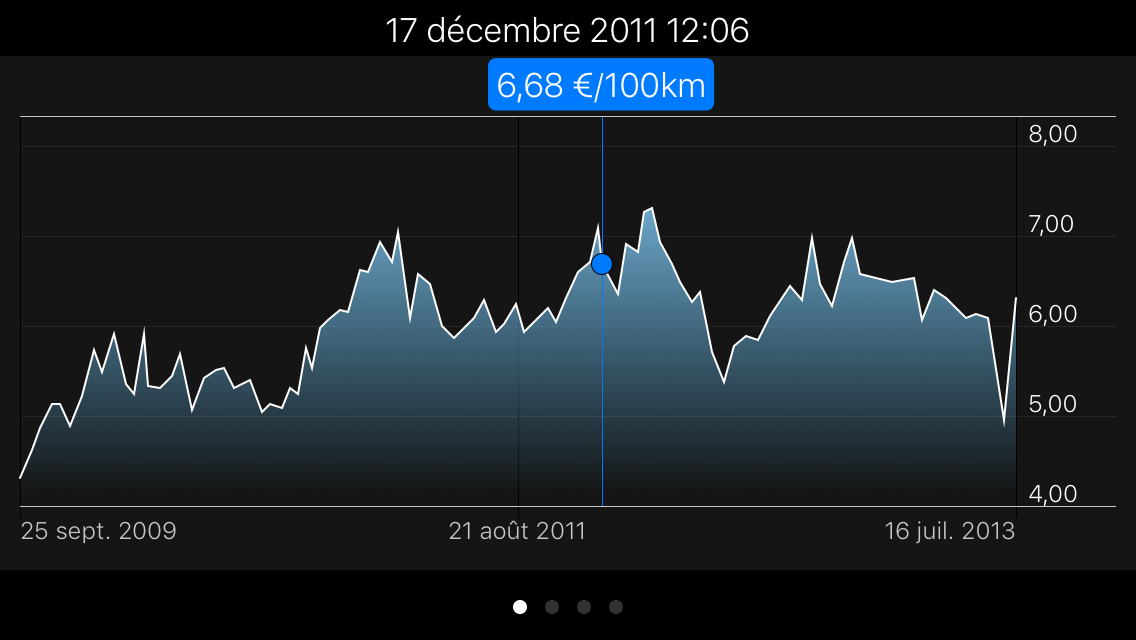 17 décembre 2011 12:06
6,68 €/100km
8,00
7,00
6,00
5,00
4,00
25 sept. 2009
21 août 2011
16 juil. 2013